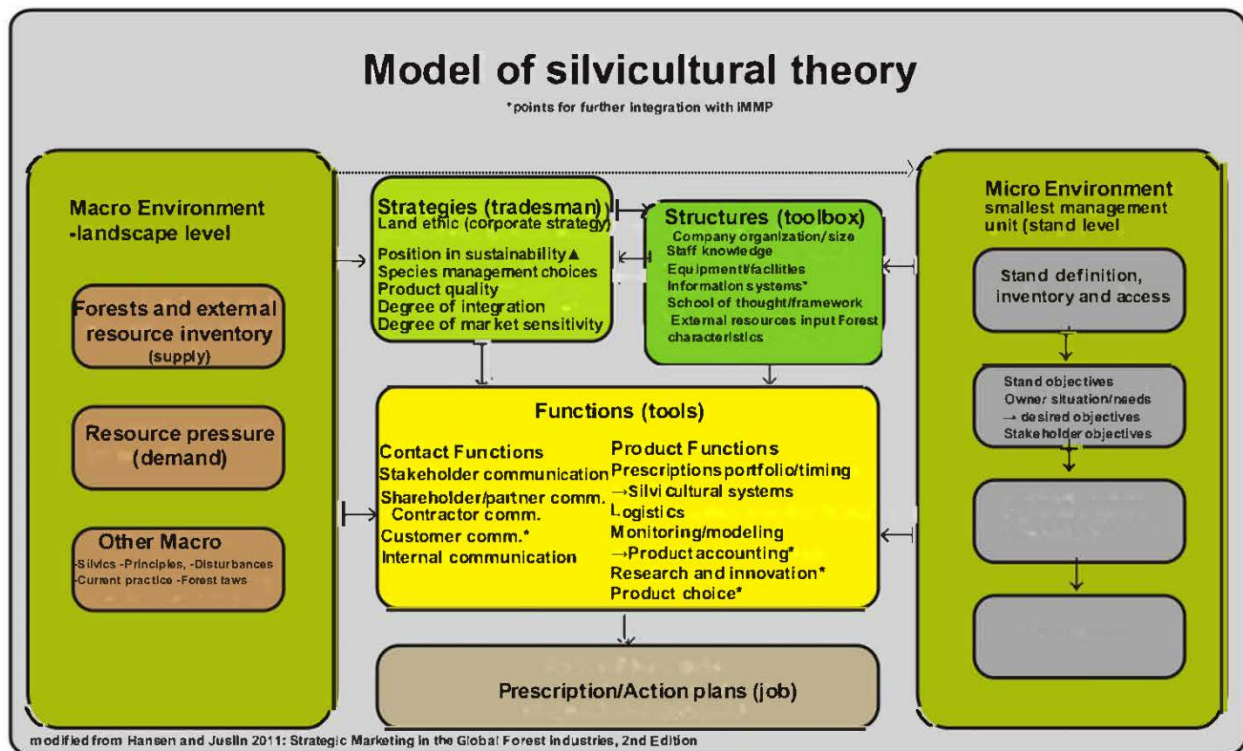 Model of silvicultural theory
*points for further integration with iMMP
Macro Environment
-landscape level
Forests and external
resource inventory
(supply)
Resource pressure
(demand)
Other Macro
-Silvics -Principles, -Disturbances
-Current practice -Forest laws
Strategies (tradesman)
Land ethic (corporate strategy)
Position in sustainability▲
Species management choices
Product quality
Degree of integration
Degree of market sensitivity
Structures (toolbox)
Company organization/size
Staff knowledge
Equipmentl/facilities
Information systems*
School of thought/framework
External resources input Forest
characteristics
Functions (tools)
Contact Functions
Stakeholder communication
Shareholder/partner comm.
Contractor comm.
Customer comm.*
Internal communication
Product Functions
Prescriptions portfolio/timing
→Silvicultural systems
Logistics
Monitoring/modeling
→Product accounting*
Research and innovation*
Product choice*
Prescription/Action plans (job)
Micro Environment
smallest management
unit (stand level
Stand definition,
inventory and access
Stand objectives
Owner situation/needs
→ desired objectives
Stakeholder objectives
modified from Hansen and Juslin 2011: Strategic Marketing in the Global Forest industries, 2nd Edition